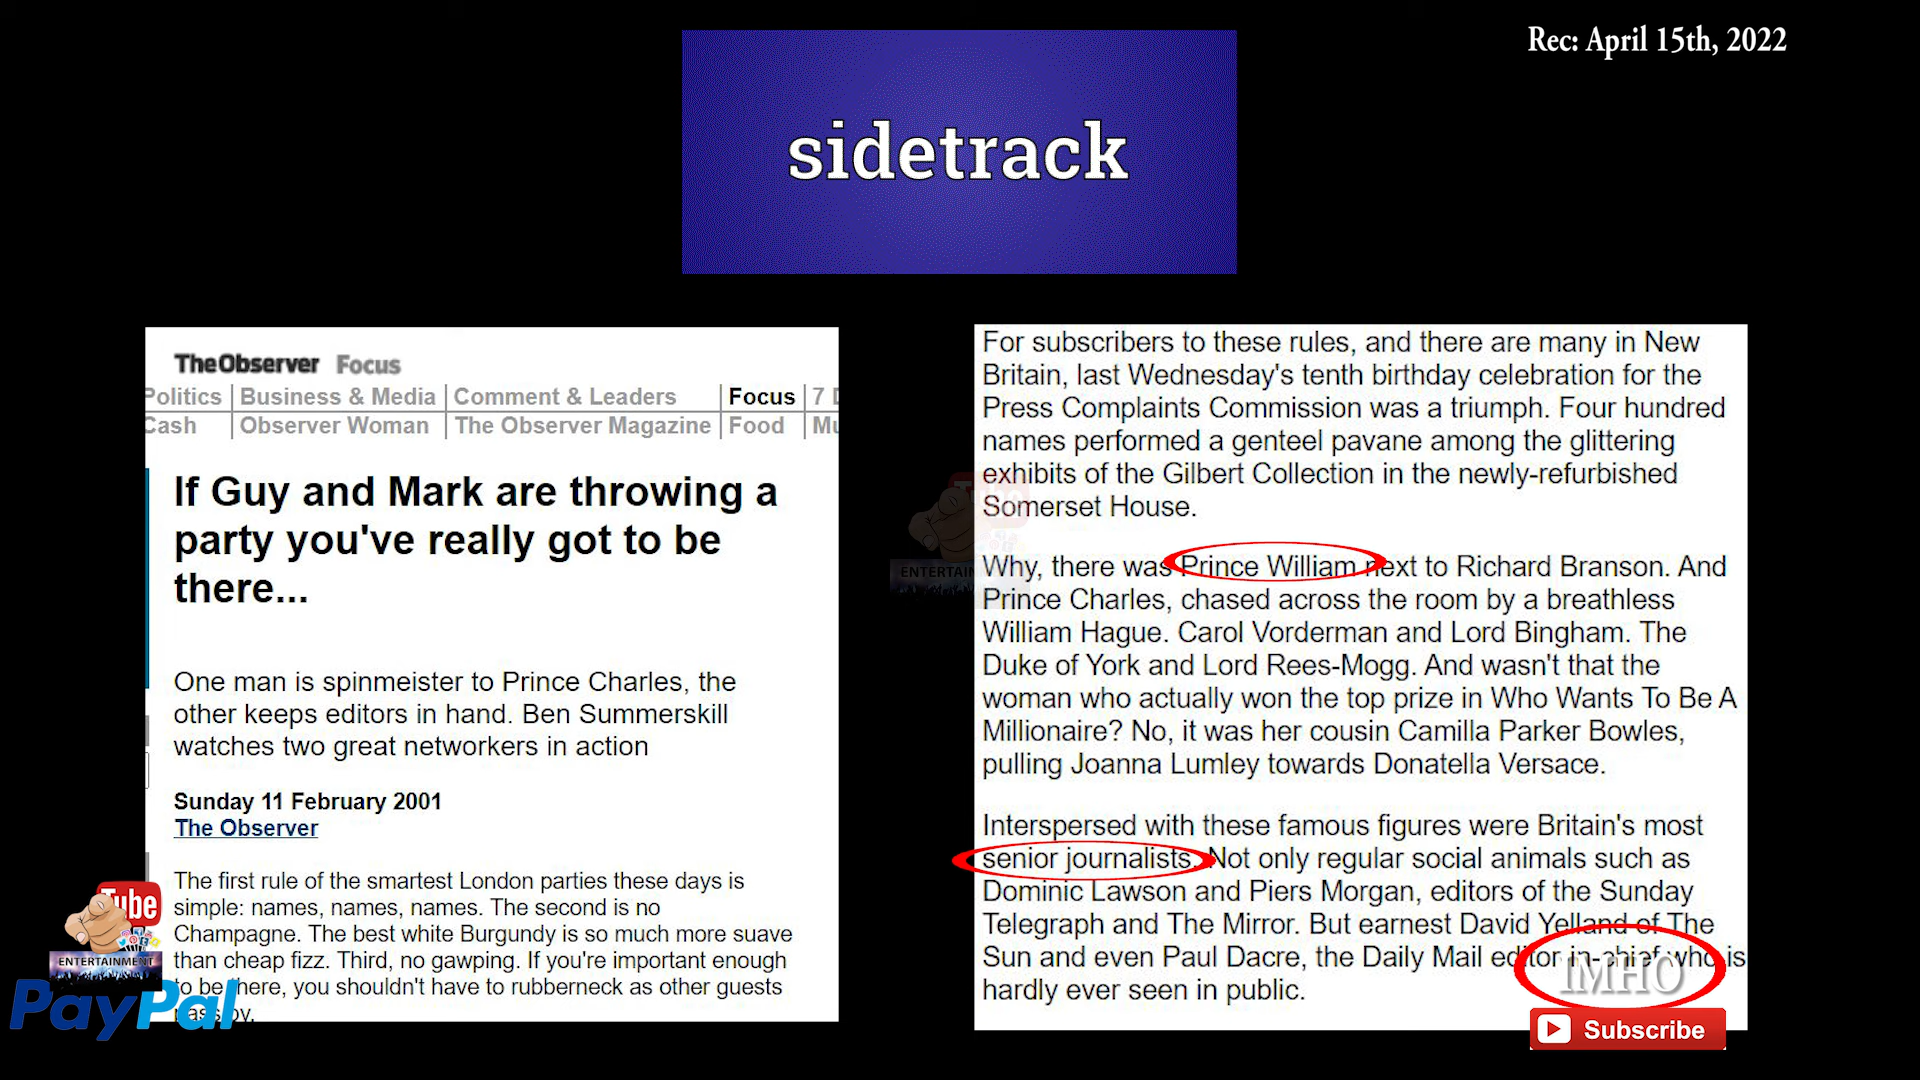 Rec: April 15th, 2022
sidetrack
The Observer Focus
Politics Business & Media Comment & Leaders Focus 7
Cash Observer Woman The Observer Magazine Food Mu
If Guy and Mark are throwing a
party you've really got to be
there...
One man is spinmeister to Prince Charles, the
other keeps editors in hand. Ben Summerskill
watches two great networkers in action
Sunday 11 February 2001
The Observer
The first rule of the smartest London parties these days is
simple: names, names, names. The second is no
Champagne. The best white Burgundy is so much more suave
than cheap fizz. Third, no gawping. If you're important enough
to be there, you shouldn't have to rubberneck as other guests
pass by.
For subscribers to these rules, and there are many in New
Britain, last Wednesday's tenth birthday celebration for the
Press Complaints Commission was a triumph. Four hundred
names performed a genteel pavane among the glittering
exhibits of the Gilbert Collection in the newly-refurbished
Somerset House.
Why, there was Prince William next to Richard Branson. And
Prince Charles, chased across the room by a breathless
William Hague. Carol Vorderman and Lord Bingham. The
Duke of York and Lord Rees-Mogg. And wasn't that the
woman who actually won the top prize in Who Wants To Be A
Millionaire? No, it was her cousin Camilla Parker Bowles,
pulling Joanna Lumley towards Donatella Versace.
Interspersed with these famous figures were Britain's most
senior journalists. Not only regular social animals such as
Dominic Lawson and Piers Morgan, editors of the Sunday
Telegraph and The Mirror. But earnest David Yelland of The
Sun and even Paul Dacre, the Daily Mail editor in-chief who is
hardly ever seen in public.
Tube
ENTERTAINMENT
PayPal
ENTERTAIN
IMHO
Subscribe